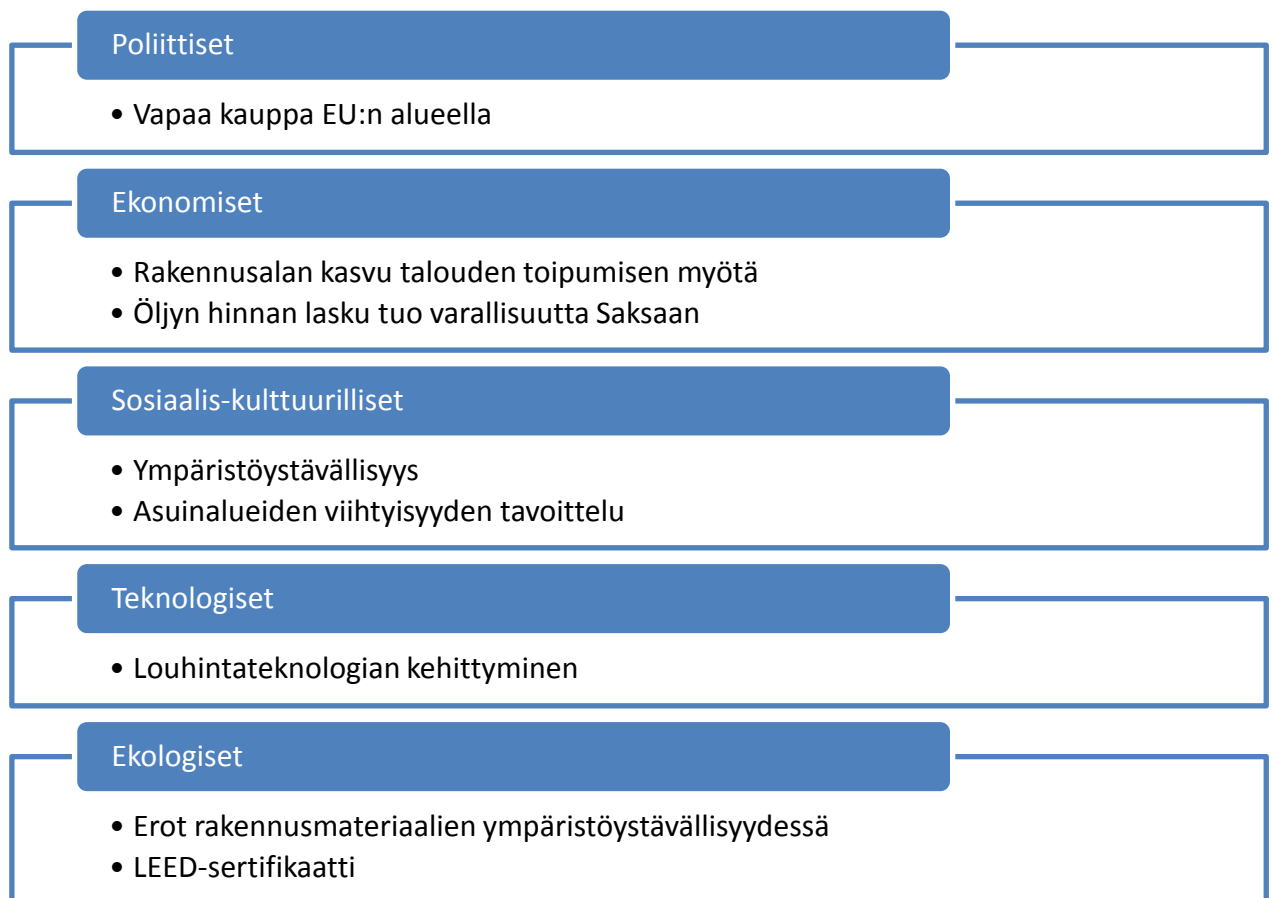 Poliittiset
• Vapaa kauppa EU:n alueella
Ekonomiset
• Rakennusalan kasvu talouden toipumisen myötä
• Öljyn hinnan lasku tuo varallisuutta Saksaan
Sosiaalis-kulttuurilliset
• Ympäristöystävällisyys
• Asuinalueiden viihtyisyyden tavoittelu
Teknologiset
• Louhintateknologian kehittyminen
Ekologiset
• Erot rakennusmateriaalien ympäristöystävällisyydessä
• LEED-sertifikaatti